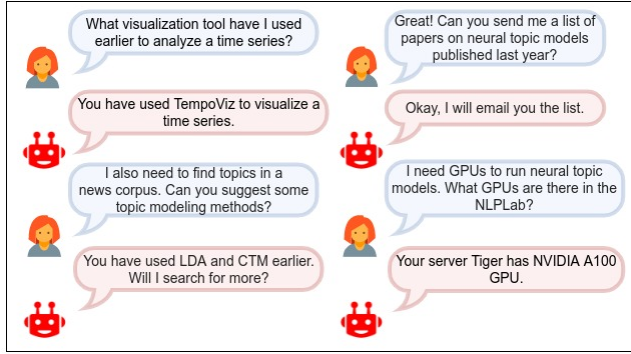 What visualization tool have I used
earlier to analyze a time series?
You have used TempoViz to visualize a
time series.
I also need to find topics in a
news corpus. Can you suggest some
topic modeling methods?
You have used LDA and CTM earlier.
Will I search for more?
Great! Can you send me a list of
papers on neural topic models
published last year?
Okay, I will email you the list.
I need GPUs to run neural topic
models. What GPUs are there in the
NLPLab?
Your server Tiger has NVIDIA A100
GPU.